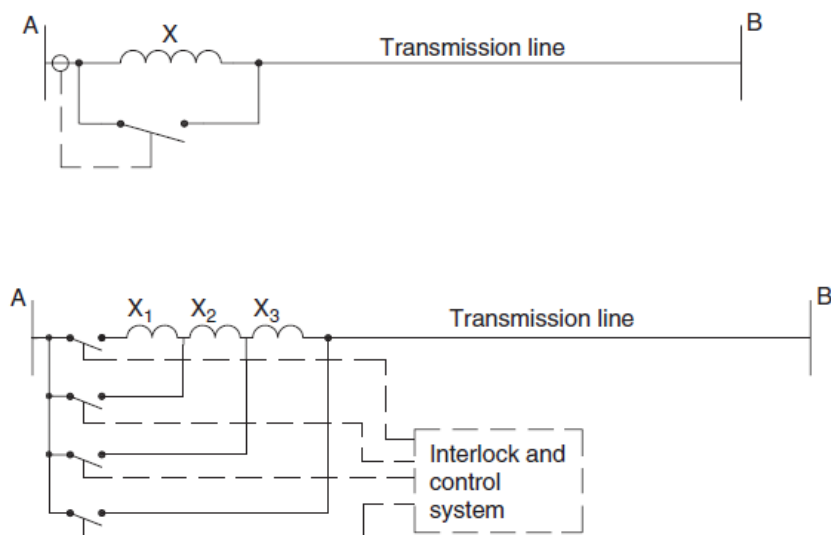 A
X
Transmission line
B
A
X1
X2
X3
Transmission line
B
Interlock and
control
system